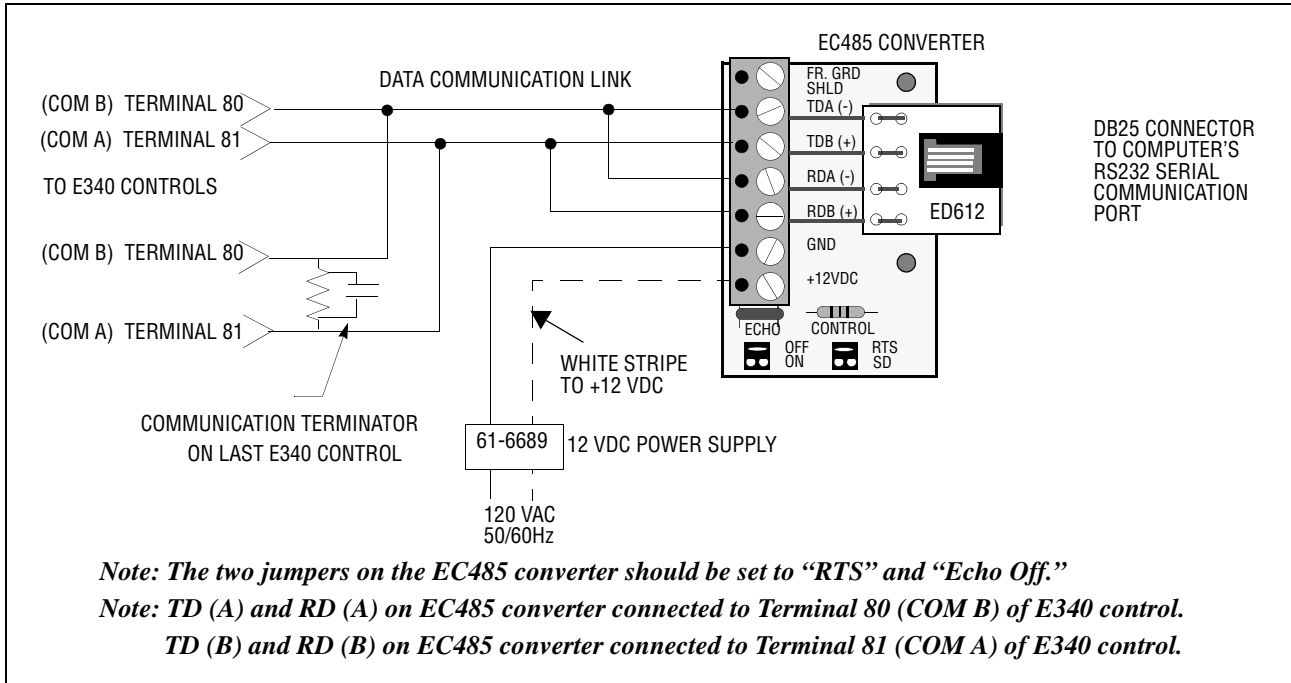 EC485 CONVERTER
DATA COMMUNICATION LINK
(COM B) TERMINAL 80
(COM A) TERMINAL 81
TO E340 CONTROLS
(COM B) TERMINAL 80
(COM A) TERMINAL 81
COMMUNICATION TERMINATOR
ON LAST E340 CONTROL
FR. GRD
SHLD
TDA (-)
TDB (+)
RDA (-)
RDB (+)
GND
+12VDC
ED612
DB25 CONNECTOR
TO COMPUTER'S
RS232 SERIAL
COMMUNICATION
PORT
ECHO
CONTROL
OFF
ON
RTS
SD
WHITE STRIPE
TO +12 VDC
61-6689
12 VDC POWER SUPPLY
120 VAC
50/60Hz
Note: The two jumpers on the EC485 converter should be set to “RTS” and “Echo Off.”
Note: TD (A) and RD (A) on EC485 converter connected to Terminal 80 (COM B) of E340 control.
TD (B) and RD (B) on EC485 converter connected to Terminal 81 (COM A) of E340 control.